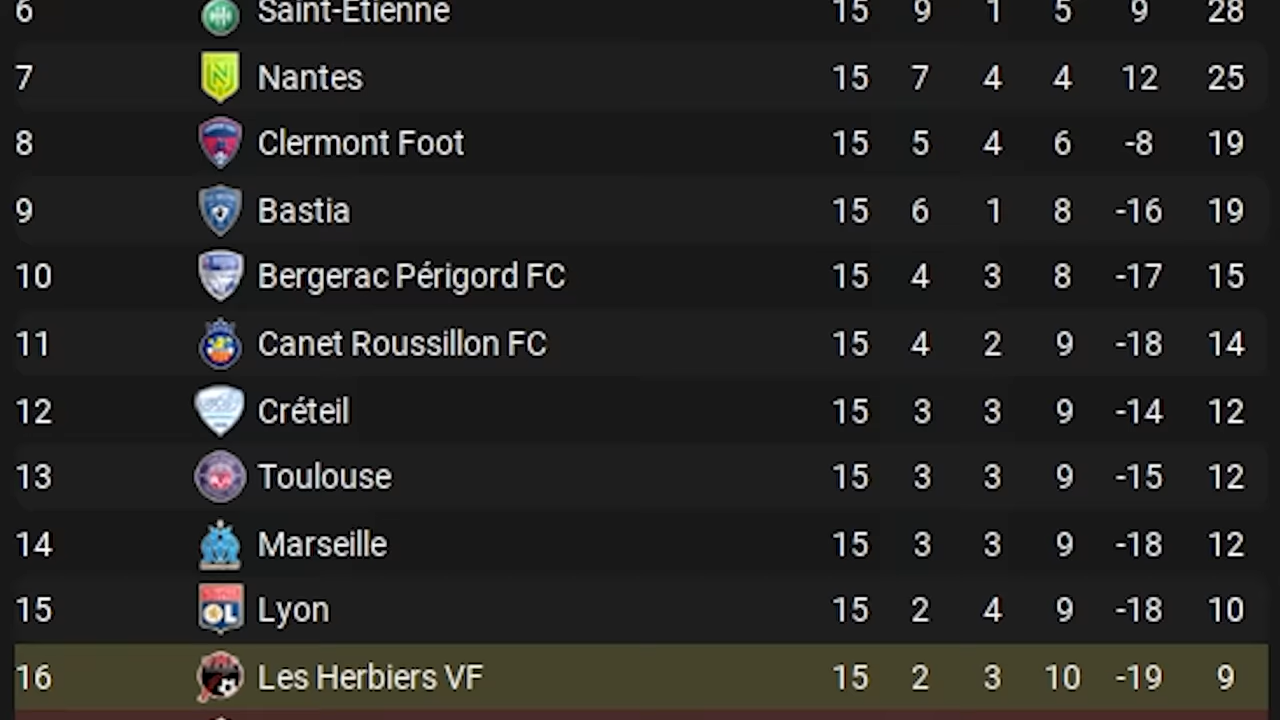 6 Saint-Étienne 15 9 1 5 9 28
7 Nantes 15 7 4 4 12 25
8 Clermont Foot 15 5 4 6 -8 19
9 Bastia 15 6 1 8 -16 19
10 Bergerac Périgord FC 15 4 3 8 -17 15
11 Canet Roussillon FC 15 4 2 9 -18 14
12 Créteil 15 3 3 9 -14 12
13 Toulouse 15 3 3 9 -15 12
14 Marseille 15 3 3 9 -18 12
15 Lyon 15 2 4 9 -18 10
16 Les Herbiers VF 15 2 3 10 -19 9